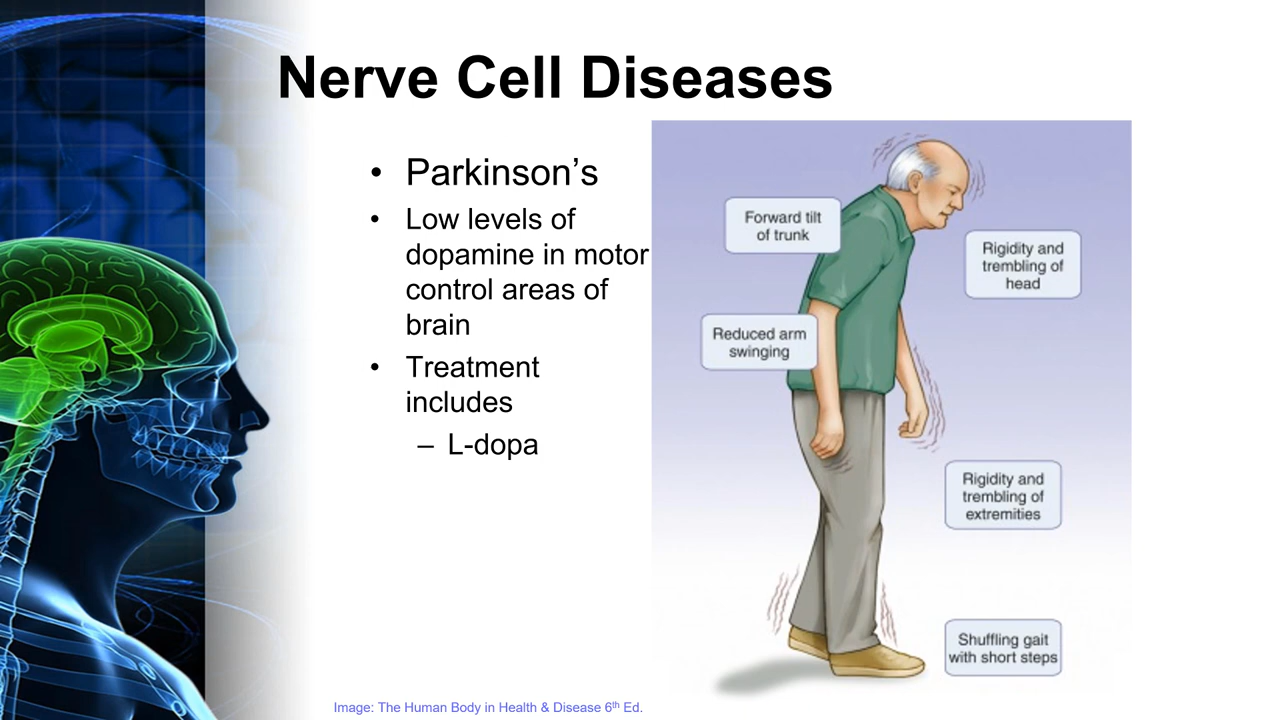 Nerve Cell Diseases
• Parkinson’s
• Low levels of
dopamine in motor
control areas of
brain
• Treatment
includes
– L-dopa
Forward tilt
of trunk
Rigidity and
trembling of
head
Reduced arm
swinging
Rigidity and
trembling of
extremities
Shuffling gait
with short steps
Image: The Human Body in Health & Disease 6th Ed.